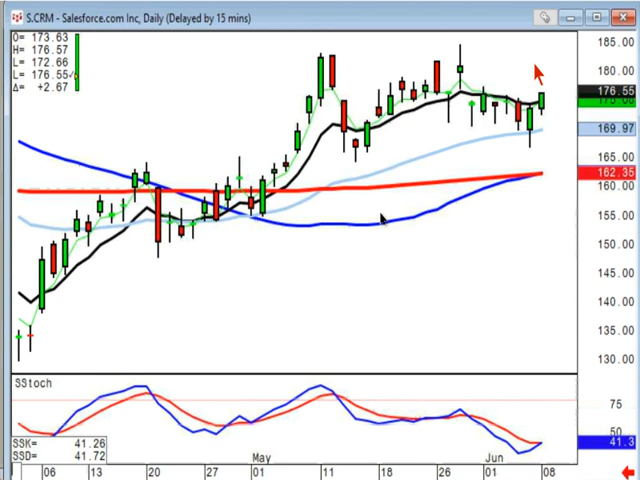 S.CRM - Salesforce.com Inc, Daily (Delayed by 15 mins)
O= 173.63
H= 176.57
L= 172.66
L= 176.55
Δ= +2.67
185.00
180.00
176.55
175.00
169.97
165.00
162.35
160.00
155.00
150.00
145.00
140.00
135.00
130.00
SStoch
75
50
41.3
SSK= 41.26
SSD= 41.72
May
Jun
06
13
20
27
01
11
18
26
01
08